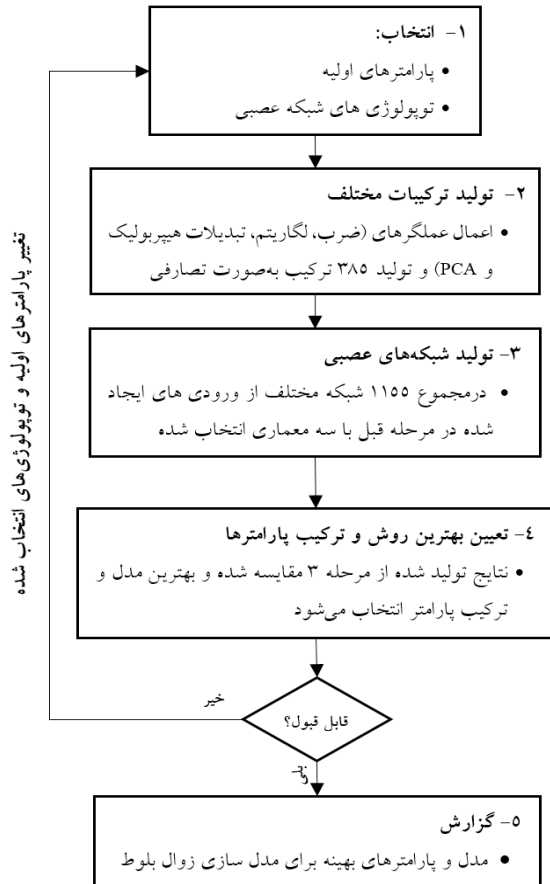 ۱- انتخاب:
• پارامترهای اولیه
• توپولوژی های شبکه عصبی
۲- تولید ترکیبات مختلف
• اعمال عملگرهای (ضرب، لگاریتم، تبدیلات هیپربولیک
و PCA) و تولید ۳۸۵ ترکیب به‌صورت تصارفی
۳- تولید شبکه‌های عصبی
• درمجموع ۱۱۵۵ شبکه مختلف از ورودی های ایجاد
شده در مرحله قبل با سه معماری انتخاب شده
٤- تعیین بهترین روش و ترکیب پارامترها
• نتایج تولید شده از مرحله ۳ مقایسه شده و بهترین مدل و
ترکیب پارامتر انتخاب می‌شود
قابل قبول؟
خیر
بلی
تغییر پارامترهای اولیه و توپولوژی‌های انتخاب شده
۵- گزارش
• مدل و پارامترهای بهینه برای مدل سازی زوال بلوط